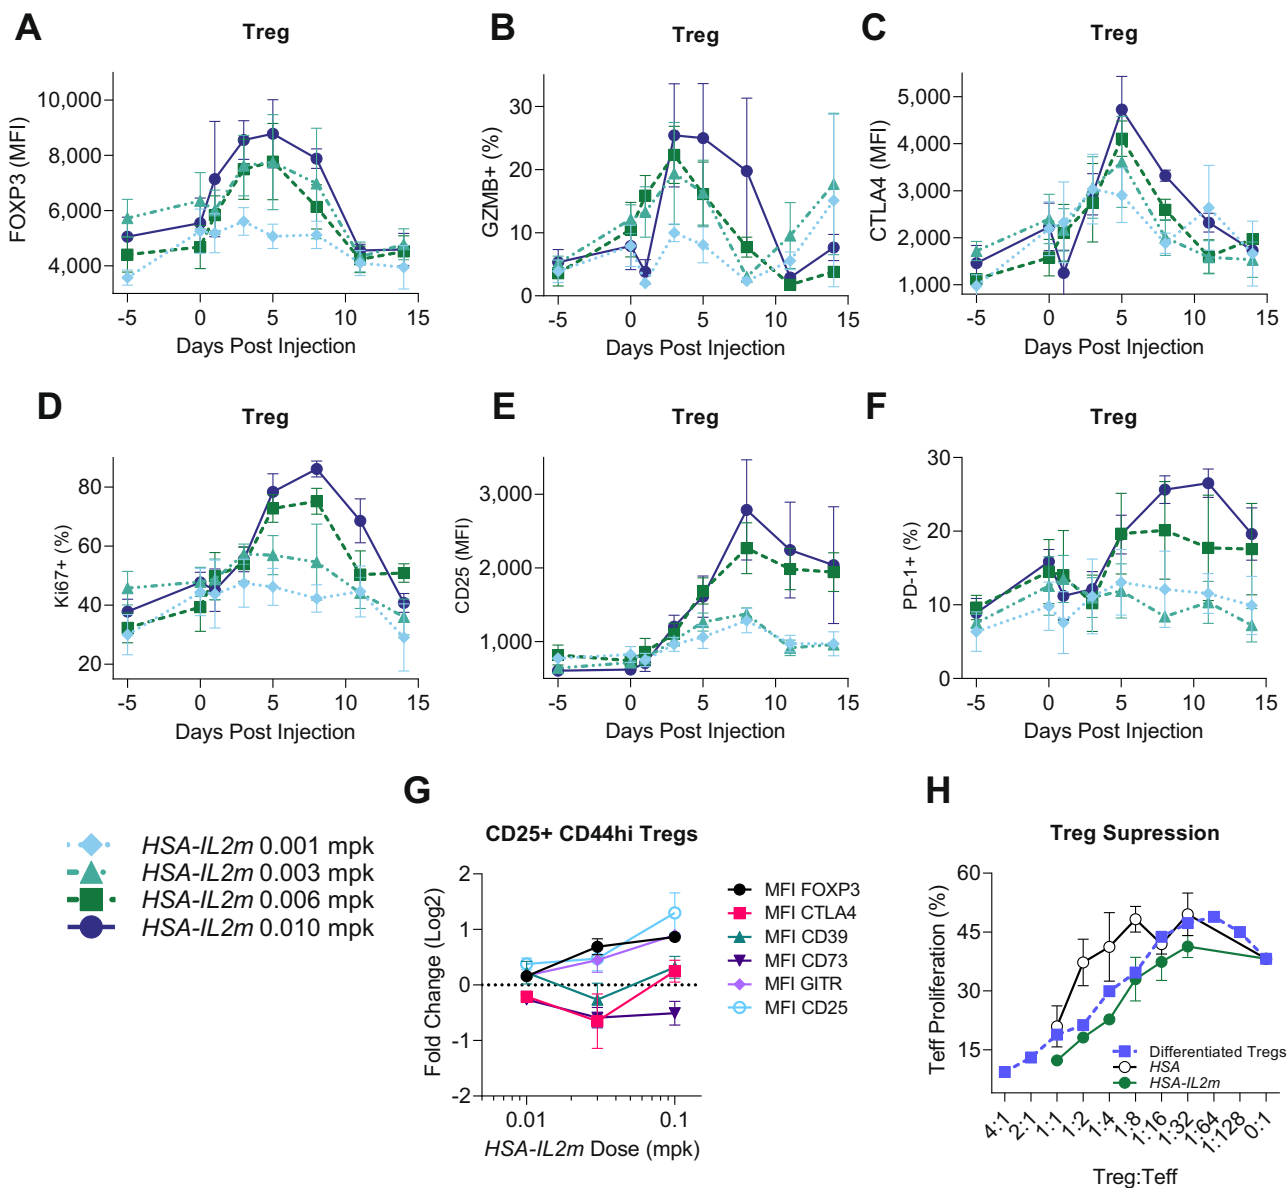 A
Treg
FOXP3 (MFI)
10,000
8,000
6,000
4,000
-5
0
5
10
15
Days Post Injection
B
Treg
GZMB+ (%)
30
20
10
0
-5
0
5
10
15
Days Post Injection
C
Treg
CTLA4 (MFI)
5,000
4,000
3,000
2,000
1,000
-5
0
5
10
15
Days Post Injection
D
Treg
Ki67+ (%)
80
60
40
20
-5
0
5
10
15
Days Post Injection
E
Treg
CD25 (MFI)
3,000
2,000
1,000
-5
0
5
10
15
Days Post Injection
F
Treg
PD-1+ (%)
30
20
10
0
-5
0
5
10
15
Days Post Injection
HSA-IL2m 0.001 mpk
HSA-IL2m 0.003 mpk
HSA-IL2m 0.006 mpk
HSA-IL2m 0.010 mpk
G
CD25+ CD44hi Tregs
Fold Change (Log2)
2
1
0
-1
-2
0.01
0.1
HSA-IL2m Dose (mpk)
MFI FOXP3
MFI CTLA4
MFI CD39
MFI CD73
MFI GITR
MFI CD25
H
Treg Supression
Teff Proliferation (%)
60
45
30
15
Differentiated Tregs
HSA
HSA-IL2m
4:1
2:1
1:1
1:2
1:4
1:8
1:16
1:32
1:64
1:128
0:1
Treg:Teff